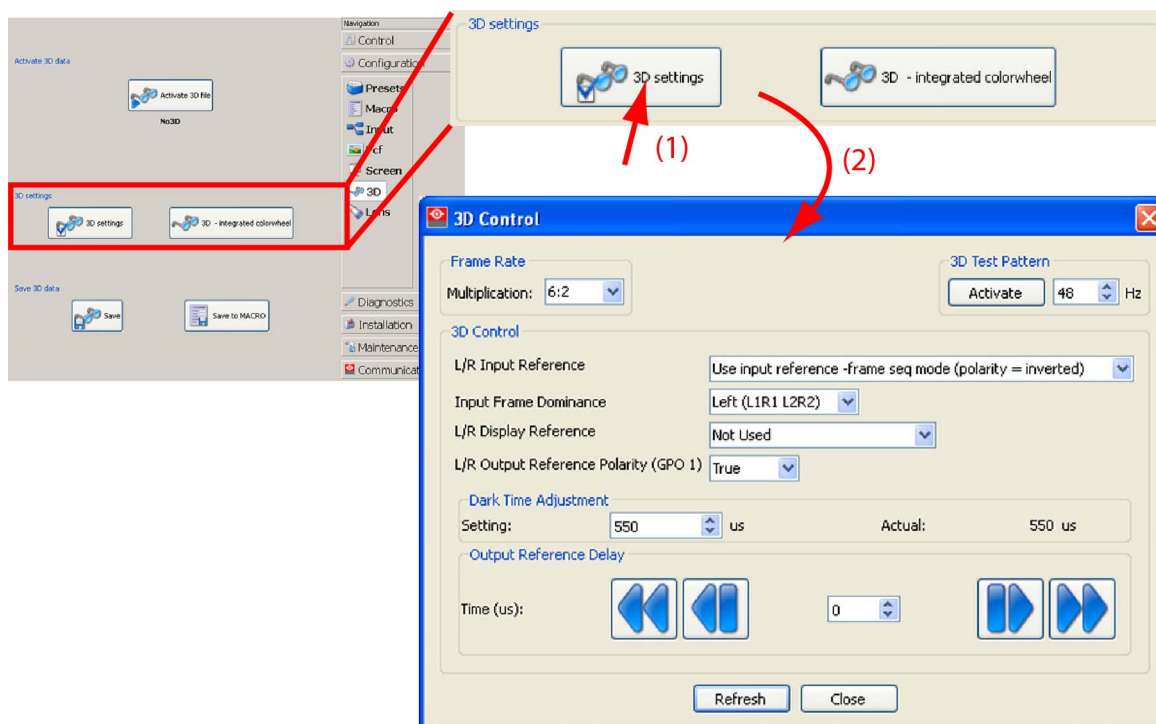 Activate 3D data
Activate 3D file
No3D
3D settings
3D settings
3D - integrated colorwheel
Save 3D data
Save
Save to MACRO
Navigation
Control
Configuration
Presets
Macro
Input
Pcf
Screen
3D
Lens
Diagnostics
Installation
Maintenance
Communicat
3D settings
3D settings
3D - integrated colorwheel
(1)
(2)
3D Control
Frame Rate
Multiplication: 6:2
3D Test Pattern
Activate 48 Hz
3D Control
L/R Input Reference Use input reference -frame seq mode (polarity = inverted)
Input Frame Dominance Left (L1R1 L2R2)
L/R Display Reference Not Used
L/R Output Reference Polarity (GPO 1) True
Dark Time Adjustment
Setting: 550 us Actual: 550 us
Output Reference Delay
Time (us): 0
Refresh Close